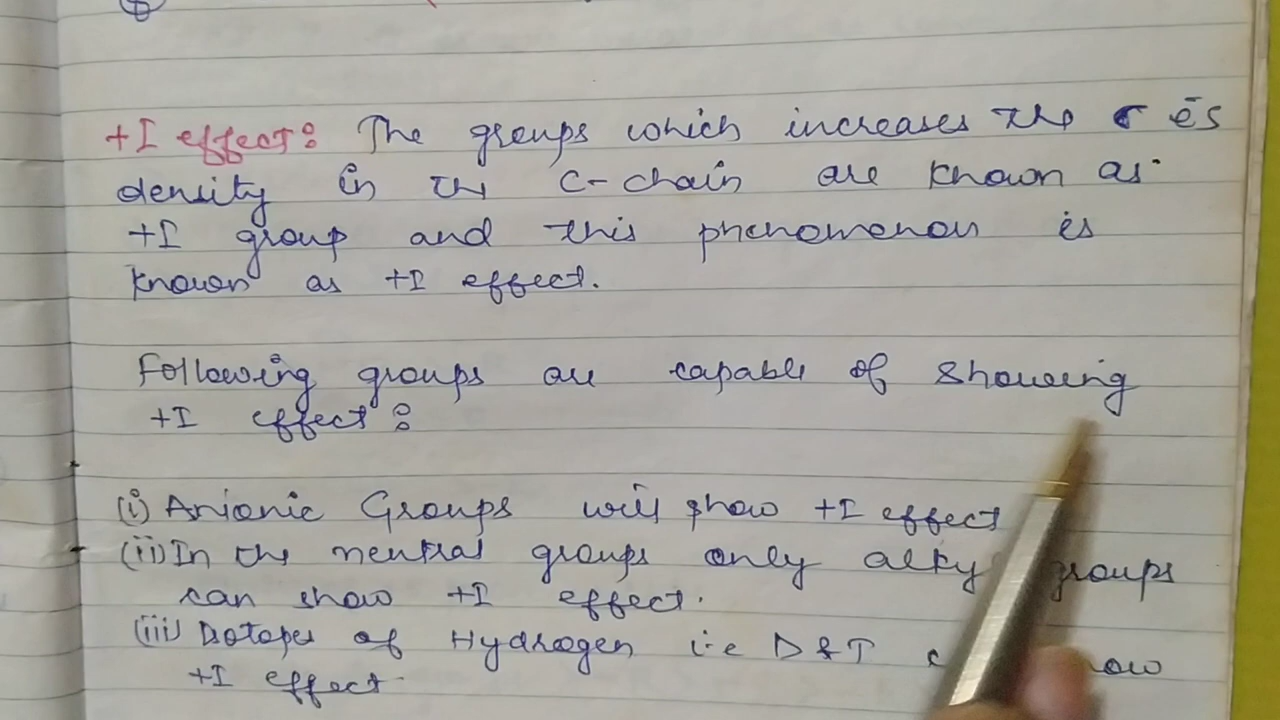 +I effect: The groups which increases the σ ēs
density in the C-chain are known as
+I group and this phenomenon is
known as +I effect.
Following groups are capable of showing
+I effect:
(i) Anionic Groups will show +I effect
(ii) In the neutral groups only alky groups
can show +I effect.
(iii) Isotopes of Hydrogen i.e D & T
+I effect.